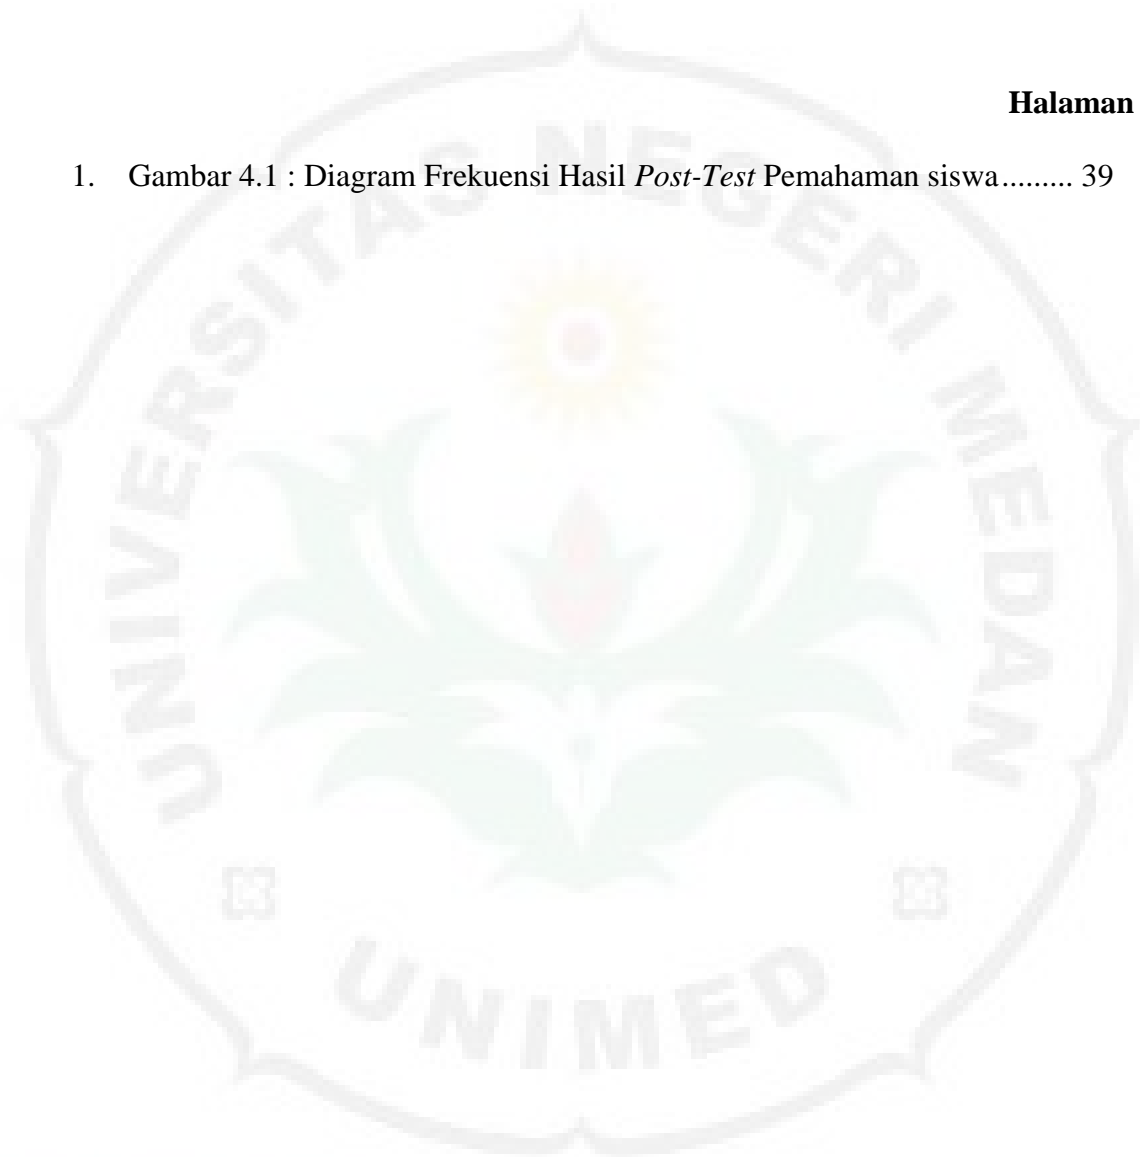 Halaman
1. Gambar 4.1 : Diagram Frekuensi Hasil Post-Test Pemahaman siswa......... 39
UNIVERSITAS NEGERI MEDAN
UNIMED